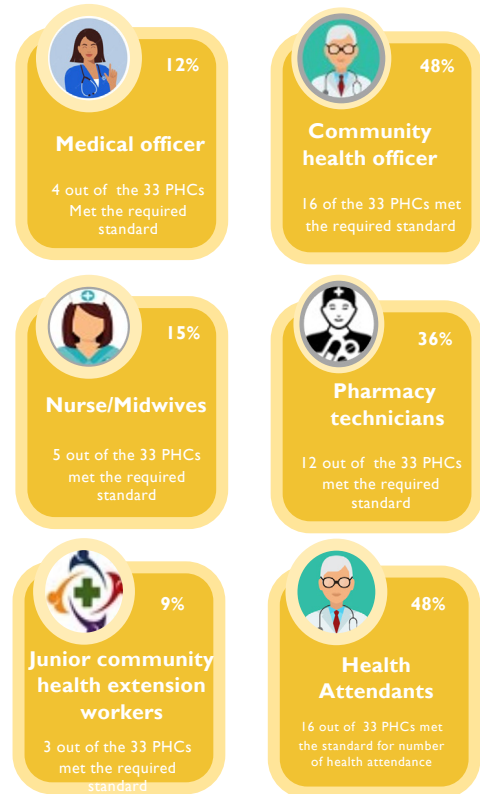 12%
Medical officer
4 out of the 33 PHCs
Met the required
standard
48%
Community
health officer
16 of the 33 PHCs met
the required standard
15%
Nurse/Midwives
5 out of the 33 PHCs
met the required
standard
36%
Pharmacy
technicians
12 out of the 33 PHCs
met the required
standard
9%
Junior community
health extension
workers
3 out of the 33 PHCs
met the required
standard
48%
Health
Attendants
16 out of 33 PHCs met
the standard for number
of health attendance